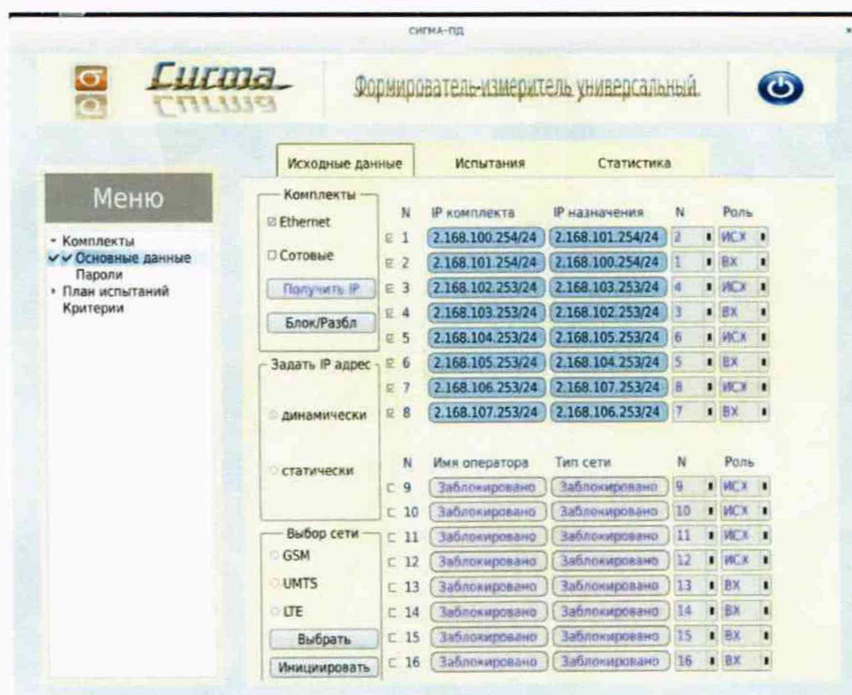 СИГМА-ПД
Сигма
Формирователь-измеритель универсальный
Исходные данные Испытания Статистика
Меню
Комплекты
Основные данные
Пароли
План испытаний
Критерии
Комплекты
Ethernet
Сотовые
Получить IP
Блок/Разбл
Задать IP адрес
динамически
статически
Выбор сети
GSM
UMTS
LTE
Выбрать
Инициировать
N IP комплекта IP назначения N Роль
1 2.168.100.254/24 2.168.101.254/24 2 ИСХ
2 2.168.101.254/24 2.168.100.254/24 1 ВХ
3 2.168.102.253/24 2.168.103.253/24 4 ИСХ
4 2.168.103.253/24 2.168.102.253/24 3 ВХ
5 2.168.104.253/24 2.168.105.253/24 6 ИСХ
6 2.168.105.253/24 2.168.104.253/24 5 ВХ
7 2.168.106.253/24 2.168.107.253/24 8 ИСХ
8 2.168.107.253/24 2.168.106.253/24 7 ВХ
N Имя оператора Тип сети N Роль
9 Заблокировано Заблокировано 9 ИСХ
10 Заблокировано Заблокировано 10 ИСХ
11 Заблокировано Заблокировано 11 ИСХ
12 Заблокировано Заблокировано 12 ИСХ
13 Заблокировано Заблокировано 13 ВХ
14 Заблокировано Заблокировано 14 ВХ
15 Заблокировано Заблокировано 15 ВХ
16 Заблокировано Заблокировано 16 ВХ